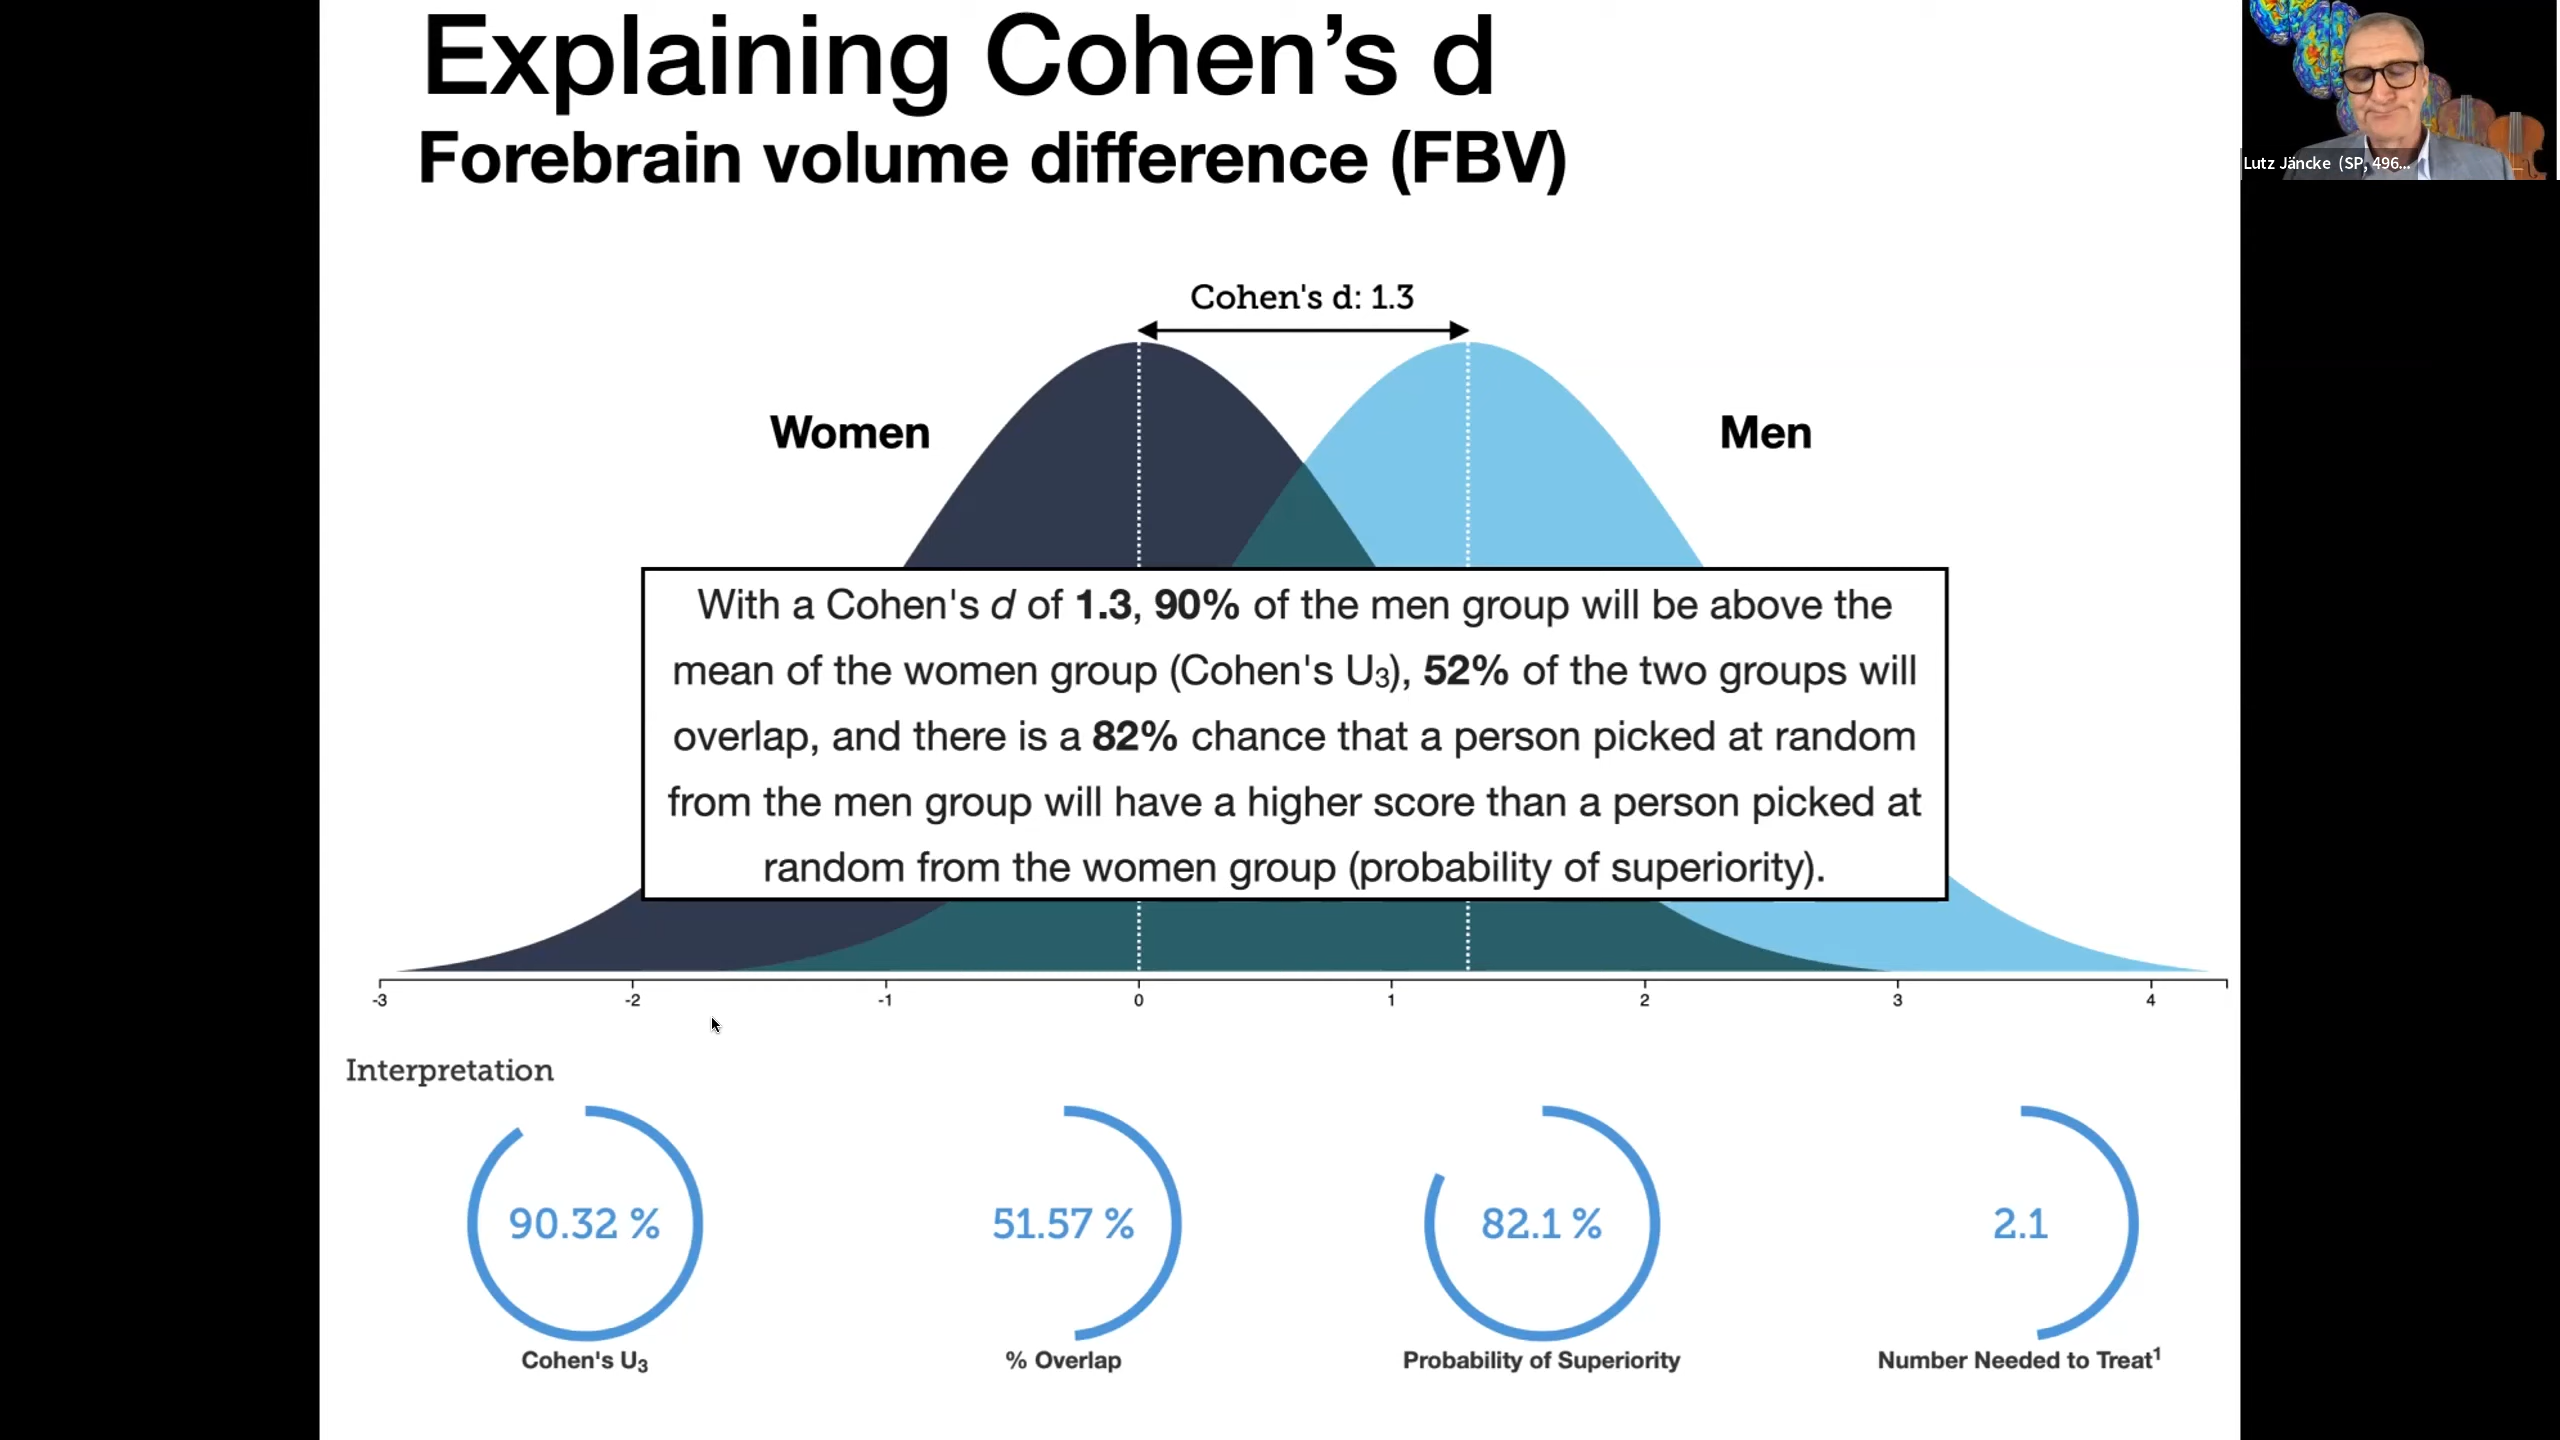 Explaining Cohen’s d
Forebrain volume difference (FBV)
Lutz Jäncke (SP, 496...
Cohen's d: 1.3
Women
Men
With a Cohen's d of 1.3, 90% of the men group will be above the
mean of the women group (Cohen's U₃), 52% of the two groups will
overlap, and there is a 82% chance that a person picked at random
from the men group will have a higher score than a person picked at
random from the women group (probability of superiority).
-3 -2 -1 0 1 2 3 4
Interpretation
90.32 % 51.57 % 82.1 % 2.1
Cohen's U₃ % Overlap Probability of Superiority Number Needed to Treat¹